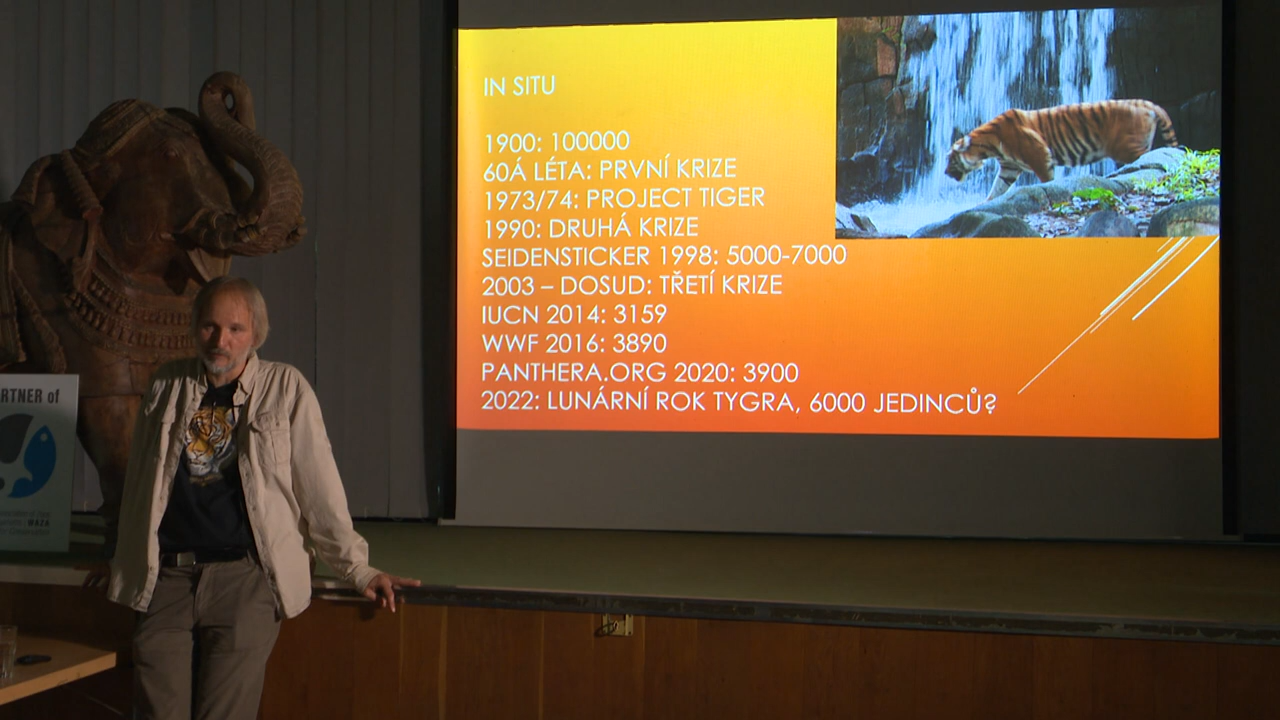 IN SITU
1900: 100000
60Á LÉTA: PRVNÍ KRIZE
1973/74: PROJECT TIGER
1990: DRUHÁ KRIZE
SEIDENSTICKER 1998: 5000-7000
2003 – DOSUD: TŘETÍ KRIZE
IUCN 2014: 3159
WWF 2016: 3890
PANTHERA.ORG 2020: 3900
2022: LUNÁRNÍ ROK TYGRA, 6000 JEDINCŮ?
RTNER of
WAZA